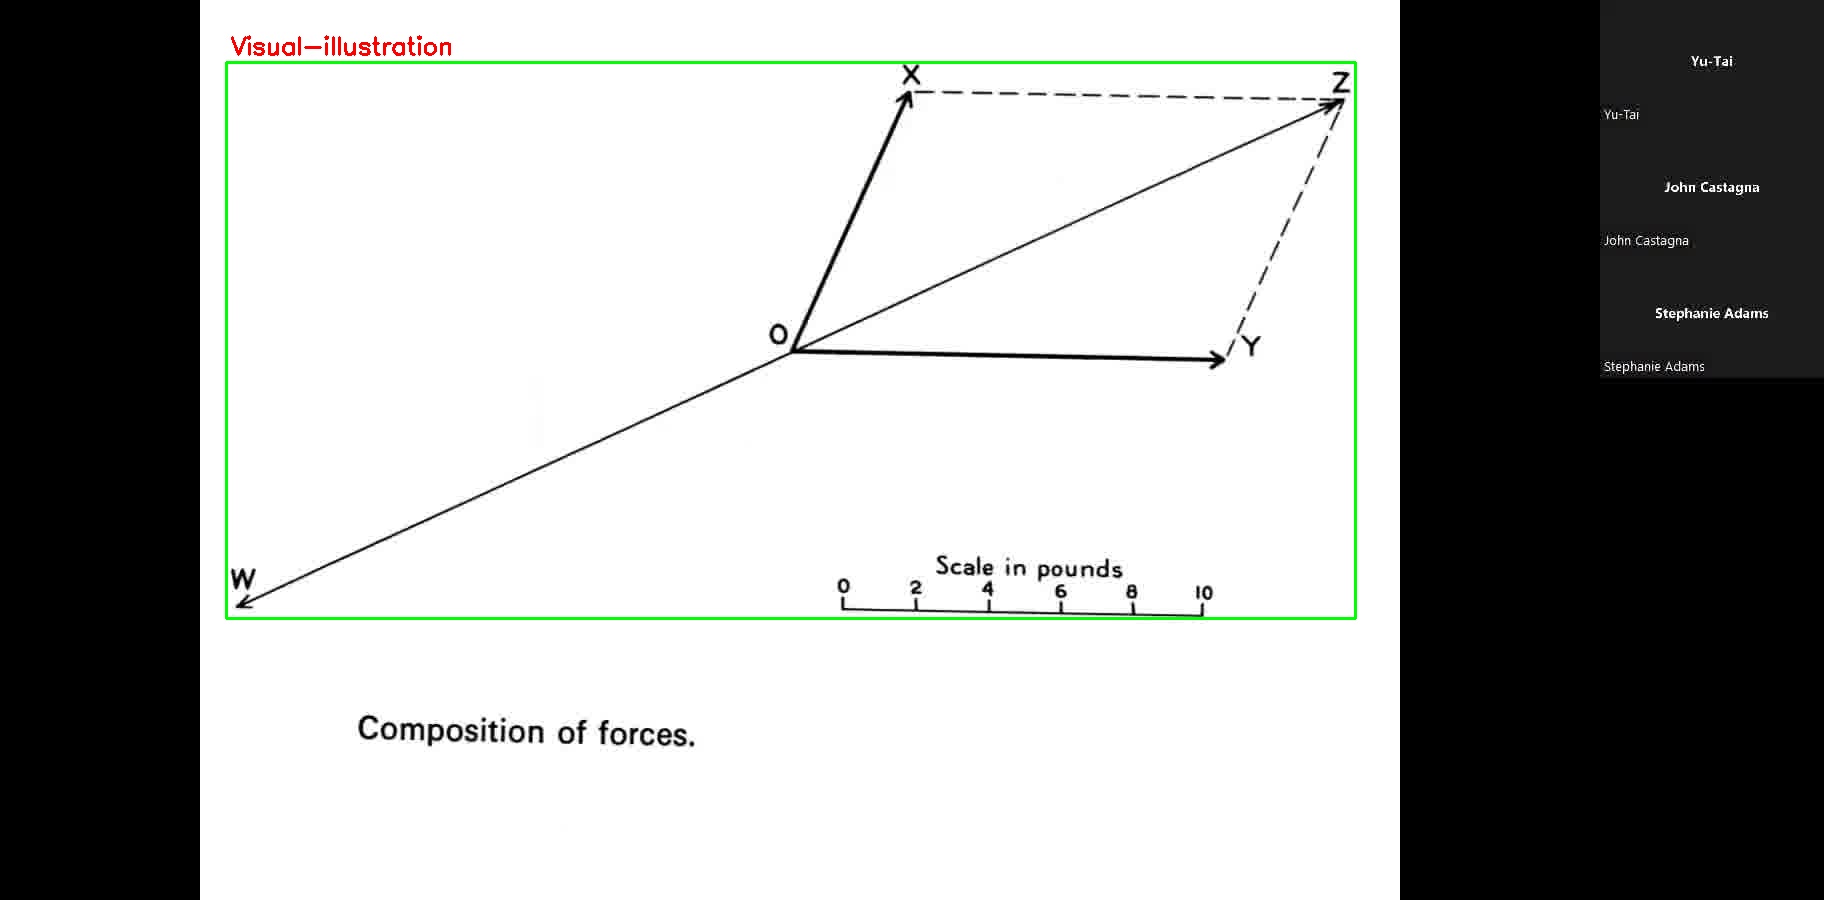 Visual-illustration
X
Z
O
Y
W
Scale in pounds
0 2 4 6 8 10
Composition of forces.
Yu-Tai
Yu-Tai
John Castagna
John Castagna
Stephanie Adams
Stephanie Adams